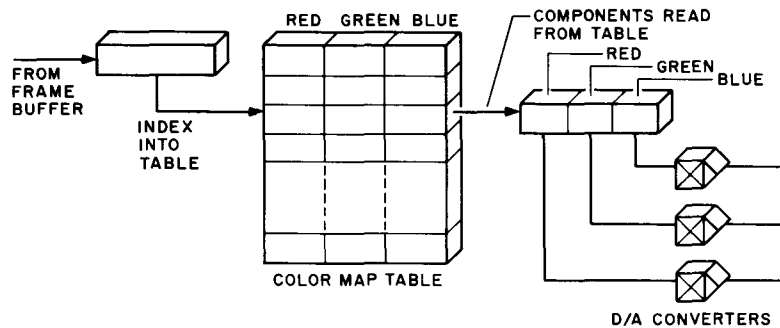 RED GREEN BLUE
COMPONENTS READ
FROM TABLE
RED
GREEN
BLUE
FROM
FRAME
BUFFER
INDEX
INTO
TABLE
COLOR MAP TABLE
D/A CONVERTERS